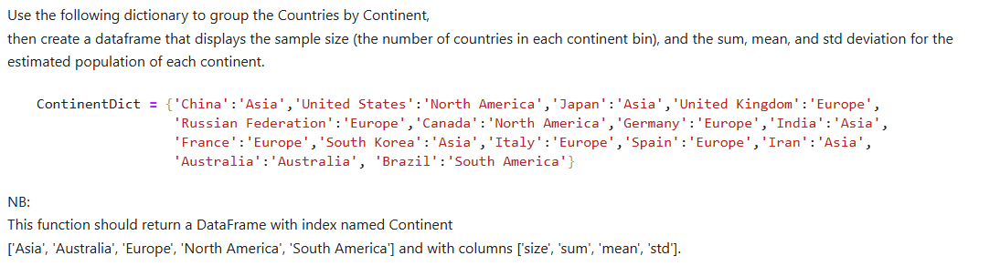 Use the following dictionary to group the Countries by Continent,
then create a dataframe that displays the sample size (the number of countries in each continent bin), and the sum, mean, and std deviation for the
estimated population of each continent.
ContinentDict = {'China':'Asia','United States':'North America','Japan':'Asia','United Kingdom':'Europe',
'Russian Federation':'Europe','Canada':'North America','Germany':'Europe','India':'Asia',
'France':'Europe','South Korea':'Asia','Italy':'Europe','Spain':'Europe','Iran':'Asia',
'Australia':'Australia', 'Brazil':'South America'}
NB:
This function should return a DataFrame with index named Continent
['Asia', 'Australia', 'Europe', 'North America', 'South America'] and with columns ['size', 'sum', 'mean', 'std'].